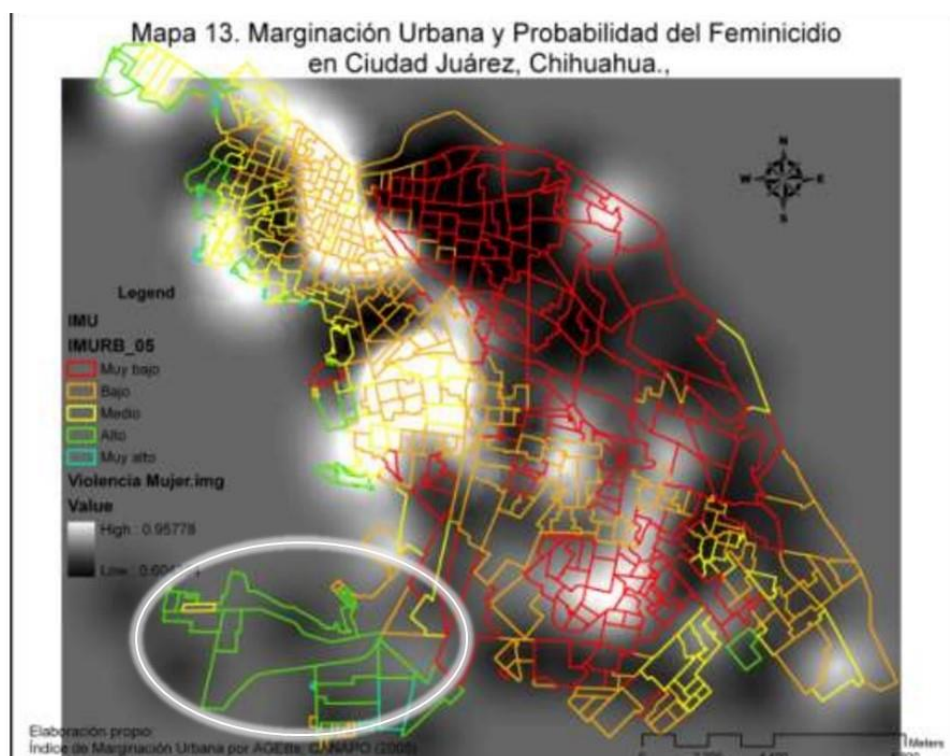 Mapa 13. Marginación Urbana y Probabilidad del Feminicidio
en Ciudad Juárez, Chihuahua.,
N
W E
S
Legend
IMU
IMURB_05
Muy bajo
Bajo
Medio
Alto
Muy alto
Violencia Mujer.img
Value
High : 0.95778
Low :
Elaboración propio
Índice de Marginación Urbana por AGEBs, CONAPO (2005)
Meters